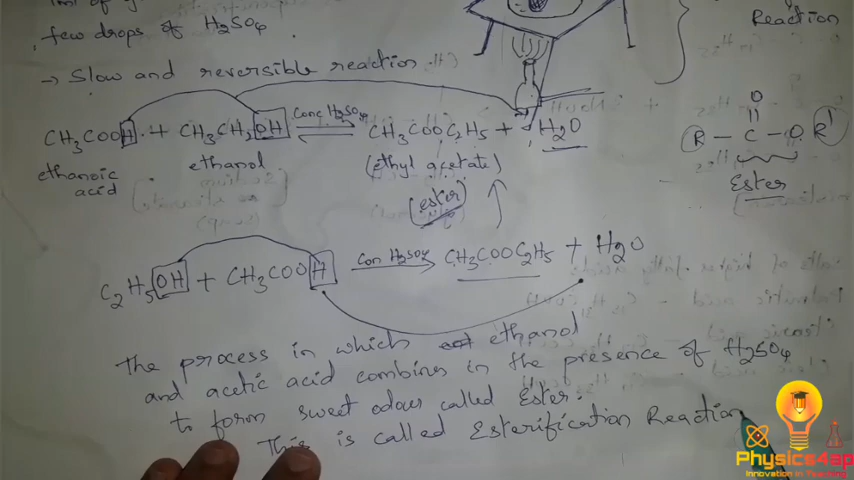 few drops of H₂SO₄
→ Slow and reversible reaction
Reaction
CH₃COOH + CH₃CH₂OH Conc H₂SO₄ ⇌ CH₃COOC₂H₅ + H₂O
ethanoic acid
ethanol
(ethyl acetate)
(ester)
O
R — C — O R'
Ester
C₂H₅OH + CH₃COOH Con H₂SO₄ → CH₃COOC₂H₅ + H₂O
The process in which ethanol
and acetic acid combines in the presence of H₂SO₄
to form sweet odour called Ester.
This is called Esterification Reaction
Physics4ap
Innovation in Teaching